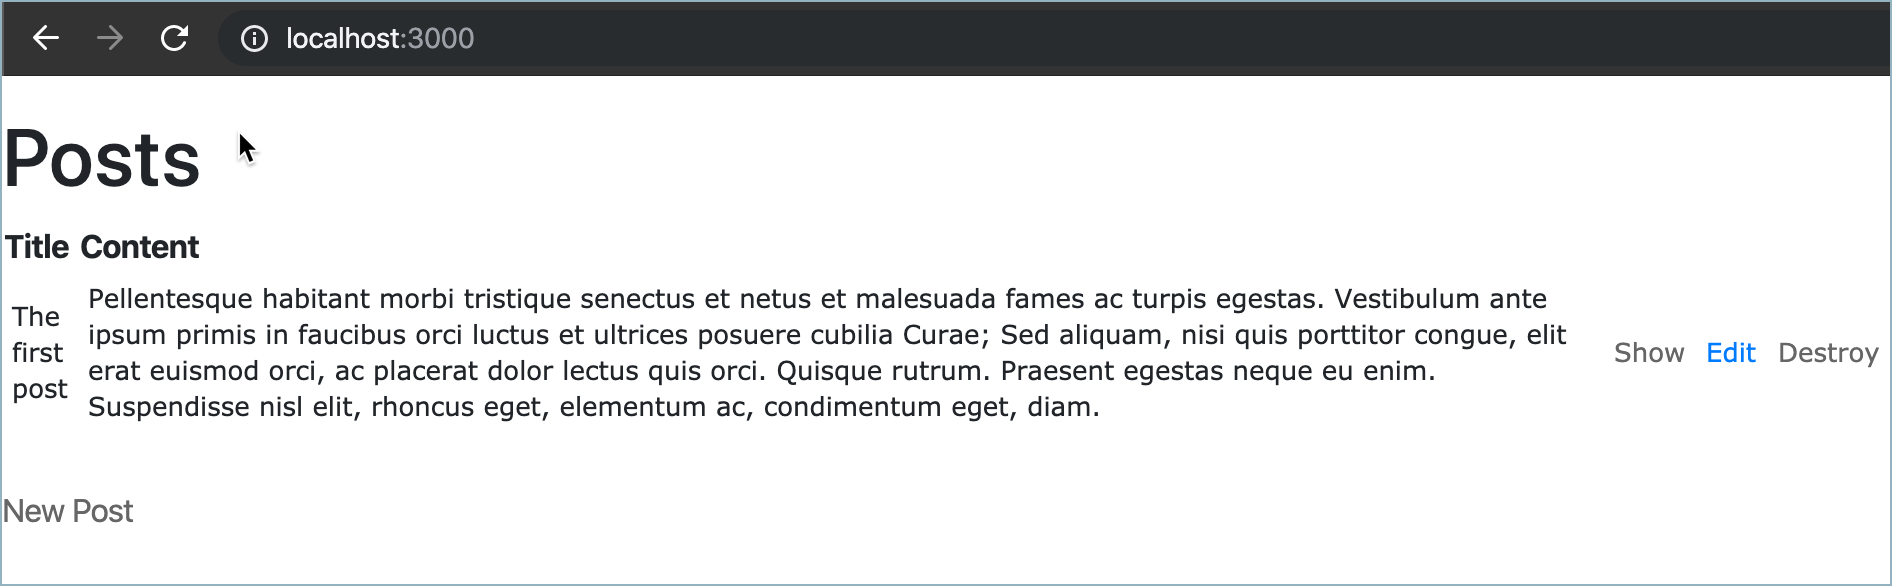 localhost:3000
Posts
Title Content
The first post
Pellentesque habitant morbi tristique senectus et netus et malesuada fames ac turpis egestas. Vestibulum ante
ipsum primis in faucibus orci luctus et ultrices posuere cubilia Curae; Sed aliquam, nisi quis porttitor congue, elit
erat euismod orci, ac placerat dolor lectus quis orci. Quisque rutrum. Praesent egestas neque eu enim.
Suspendisse nisl elit, rhoncus eget, elementum ac, condimentum eget, diam.
Show Edit Destroy
New Post